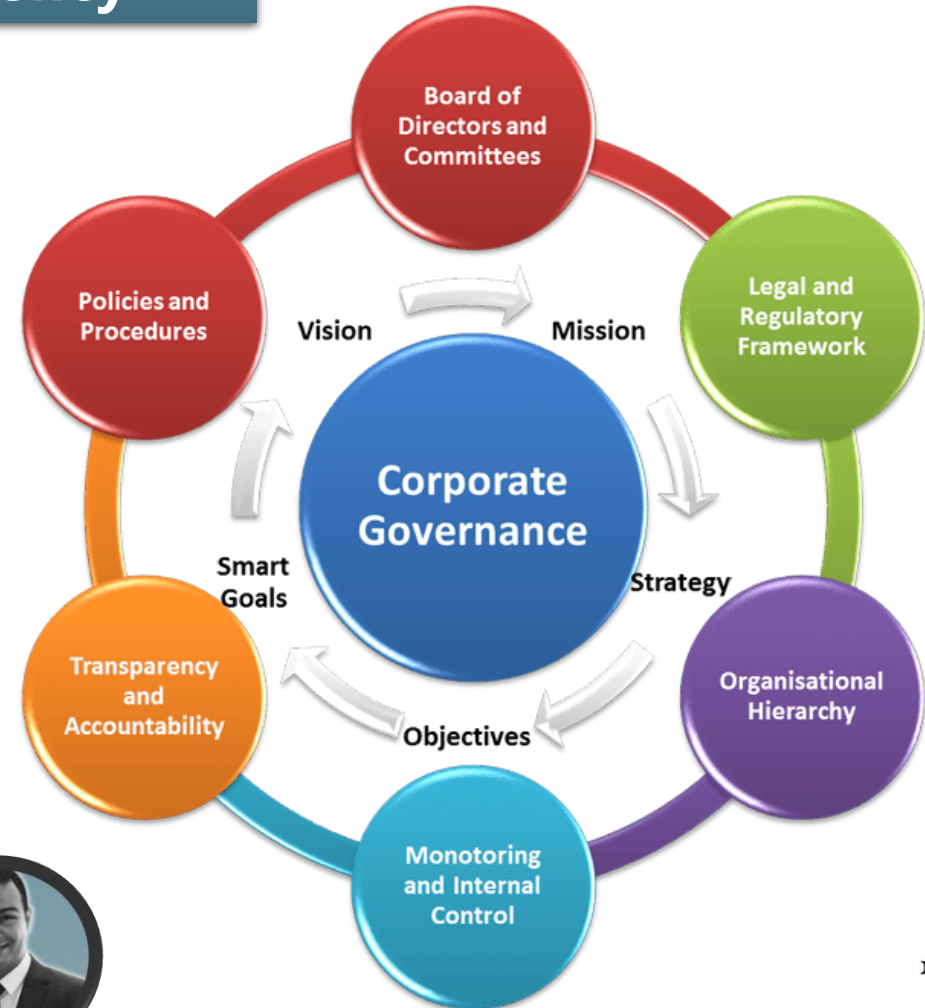 Board of
Directors and
Committees
Policies and
Procedures
Legal and
Regulatory
Framework
Vision
Mission
Corporate
Governance
Smart
Goals
Strategy
Transparency
and
Accountability
Organisational
Hierarchy
Objectives
Monotoring
and Internal
Control